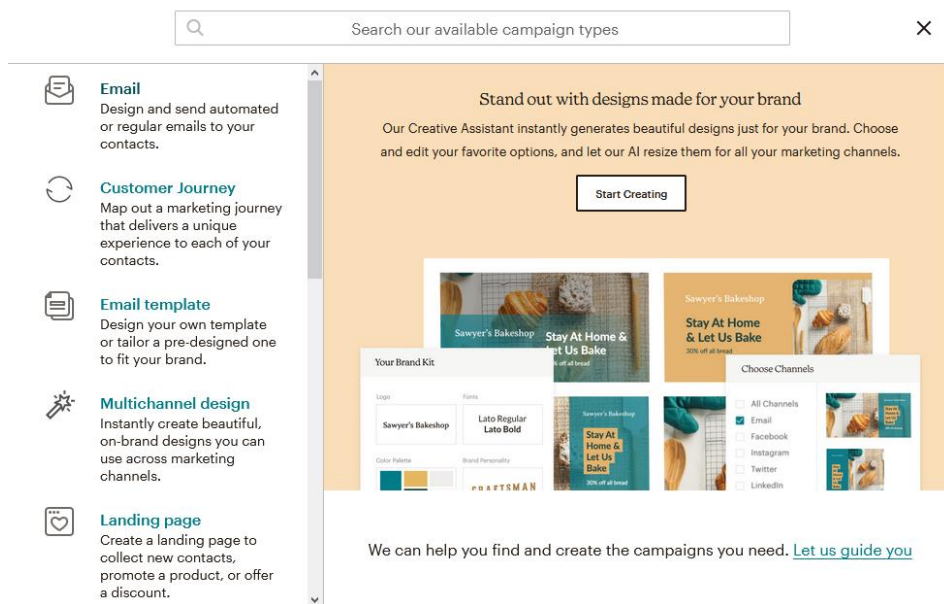 Search our available campaign types
Email
Design and send automated
or regular emails to your
contacts.
Customer Journey
Map out a marketing journey
that delivers a unique
experience to each of your
contacts.
Email template
Design your own template
or tailor a pre-designed one
to fit your brand.
Multichannel design
Instantly create beautiful,
on-brand designs you can
use across marketing
channels.
Landing page
Create a landing page to
collect new contacts,
promote a product, or offer
a discount.
Stand out with designs made for your brand
Our Creative Assistant instantly generates beautiful designs just for your brand. Choose
and edit your favorite options, and let our AI resize them for all your marketing channels.
Start Creating
Sawyer's Bakeshop
Stay At Home &
Let Us Bake
% off all bread
Sawyer's Bakeshop
Stay At Home
& Let Us Bake
30% off all bread
Your Brand Kit
Logo
Fonts
Sawyer's Bakeshop
Lato Regular
Lato Bold
Color Palette
Brand Personality
CRAFTSMAN
Sawyer's Bakeshop
Stay At
Home &
Let Us
Bake
30% off all bread
Choose Channels
All Channels
Email
Facebook
Instagram
Twitter
LinkedIn
We can help you find and create the campaigns you need. Let us guide you